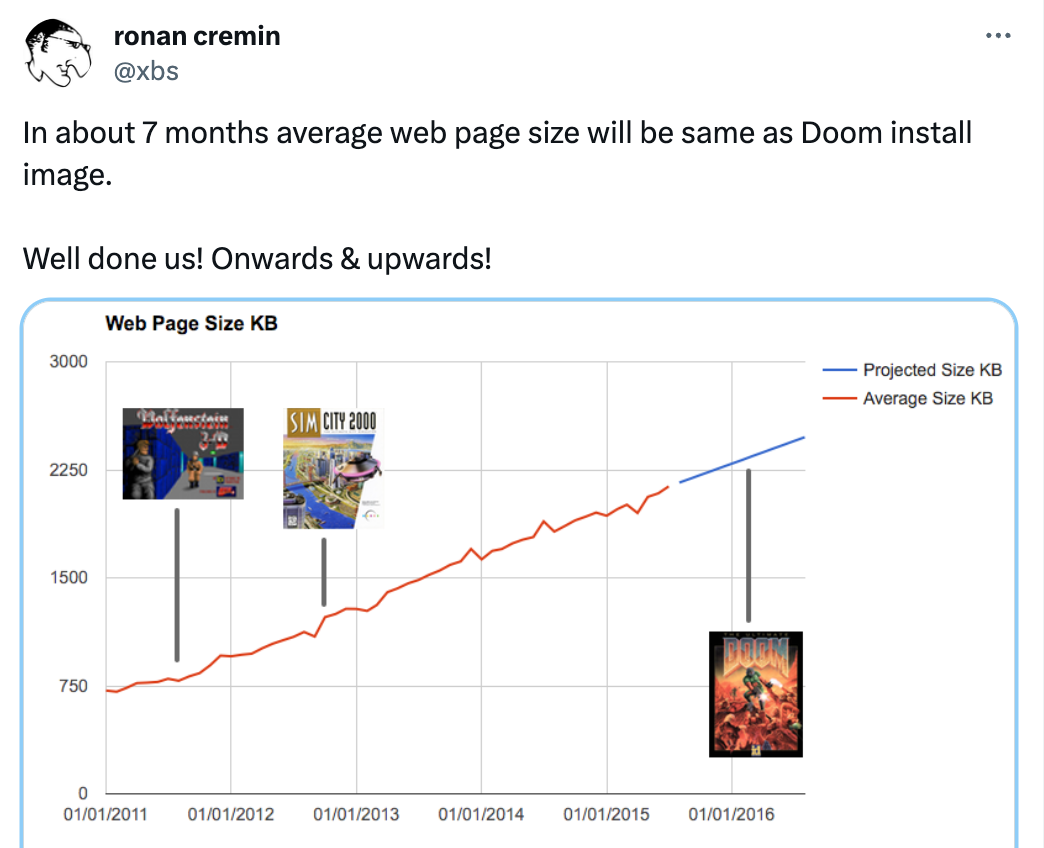 ronan cremin
@xbs
In about 7 months average web page size will be same as Doom install
image.
Well done us! Onwards & upwards!
Web Page Size KB
3000
2250
1500
750
0
Wolfenstein
3-D
SIM CITY 2000
THE ULTIMATE
DOOM
Projected Size KB
Average Size KB
01/01/2011
01/01/2012
01/01/2013
01/01/2014
01/01/2015
01/01/2016